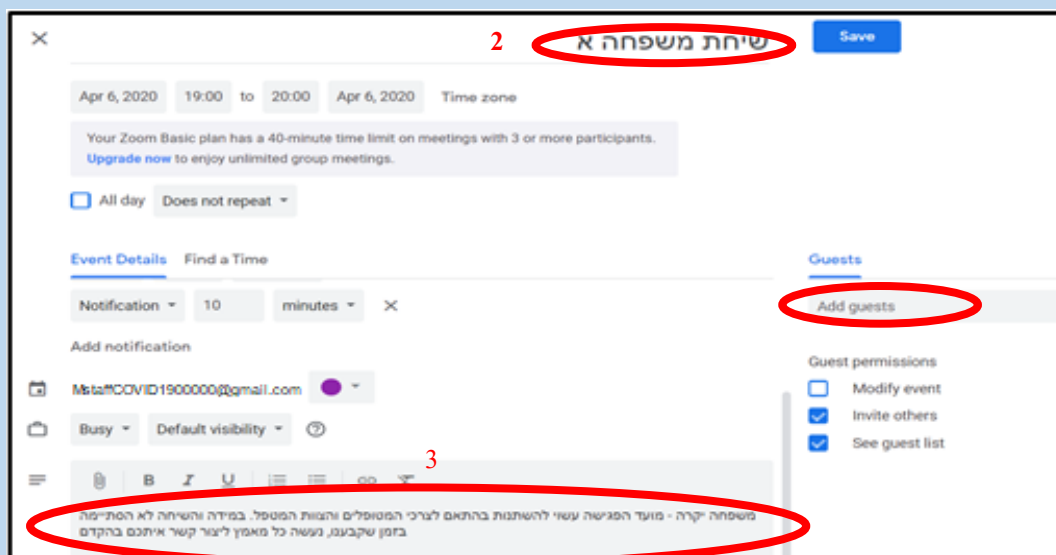 2
שיחת משפחה א
Save
Apr 6, 2020 19:00 to 20:00 Apr 6, 2020 Time zone
Your Zoom Basic plan has a 40-minute time limit on meetings with 3 or more participants.
Upgrade now to enjoy unlimited group meetings.
All day Does not repeat
Event Details Find a Time
Notification 10 minutes
Add notification
MstaffCOVID1900000@gmail.com
Busy Default visibility
3
B I U
משפחה יקרה - מועד הפגישה עשוי להשתנות בהתאם לצרכי המטופלים והצוות המטפל. במידה והשיחה לא הסתיימה
בזמן שקבענו, נעשה כל מאמץ ליצור קשר איתכם בהקדם
Guests
Add guests
Guest permissions
Modify event
Invite others
See guest list